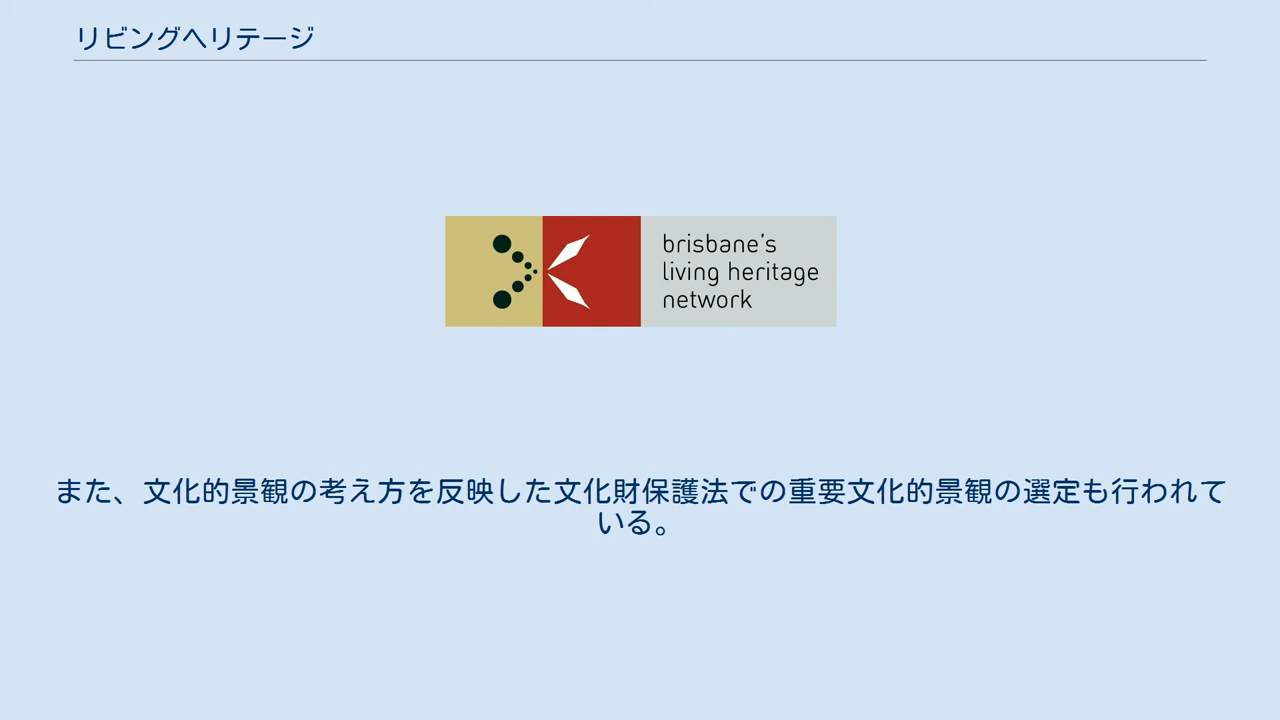 リビングヘリテージ
brisbane's
living heritage
network
また、文化的景観の考え方を反映した文化財保護法での重要文化的景観の選定も行われて
いる。